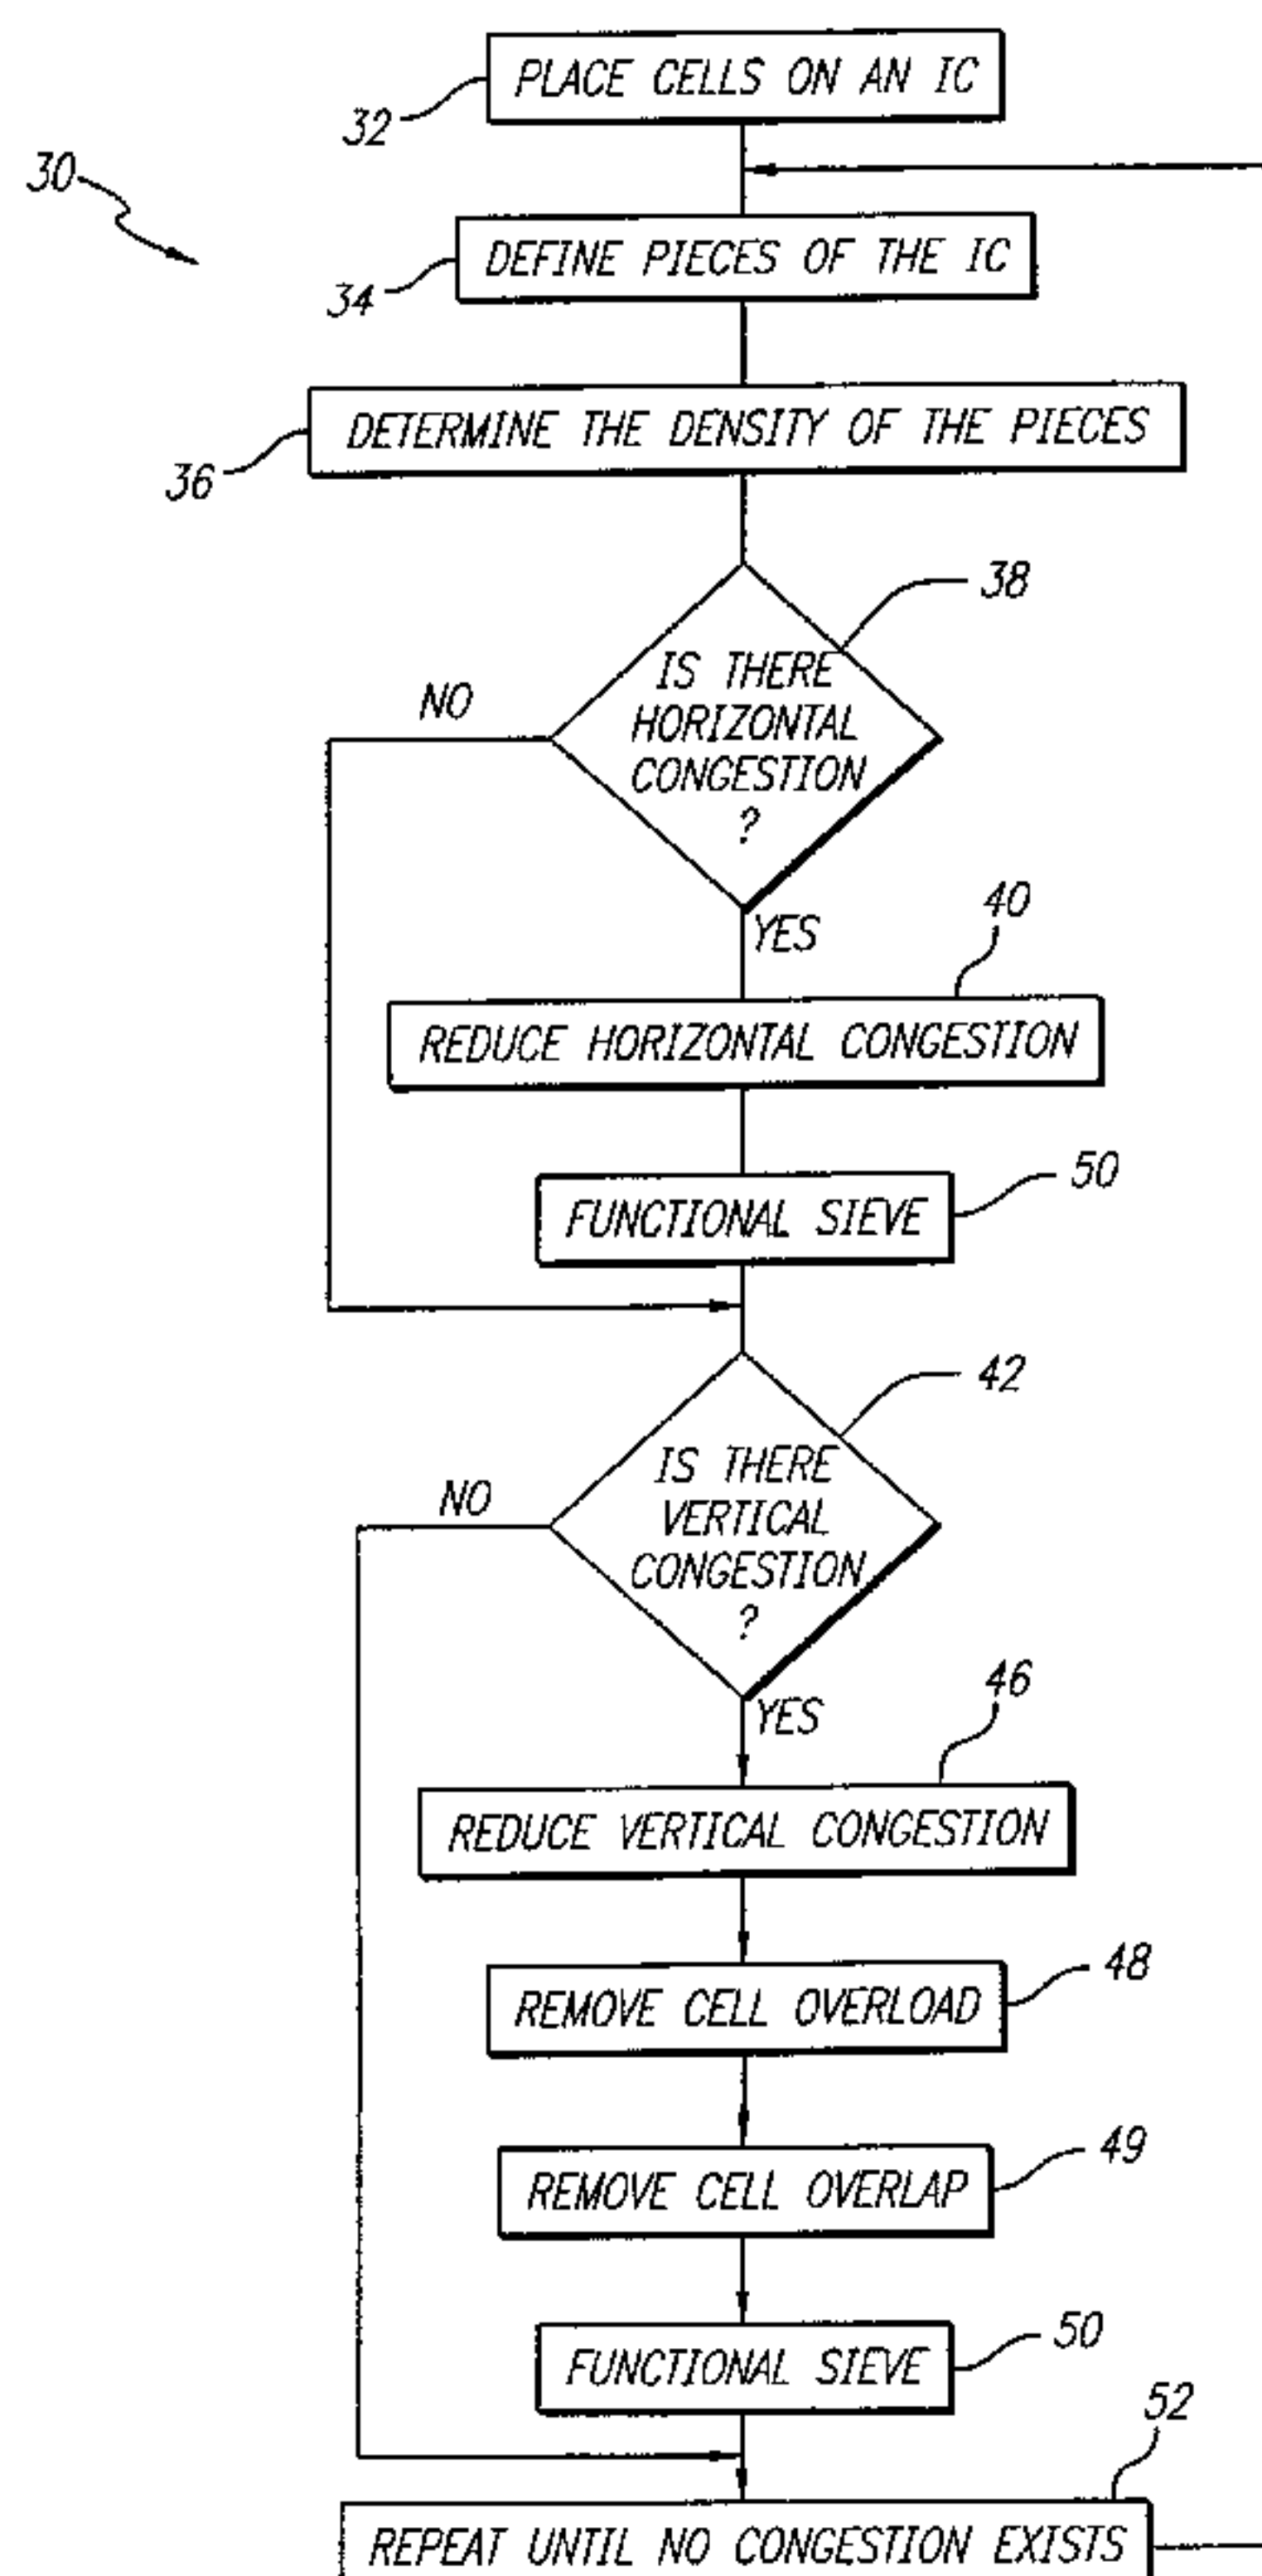 PLACE CELLS ON AN IC
32
30
DEFINE PIECES OF THE IC
34
DETERMINE THE DENSITY OF THE PIECES
36
38
IS THERE
HORIZONTAL
CONGESTION
?
NO
YES
40
REDUCE HORIZONTAL CONGESTION
50
FUNCTIONAL SIEVE
42
IS THERE
VERTICAL
CONGESTION
?
NO
YES
46
REDUCE VERTICAL CONGESTION
48
REMOVE CELL OVERLOAD
49
REMOVE CELL OVERLAP
50
FUNCTIONAL SIEVE
52
REPEAT UNTIL NO CONGESTION EXISTS